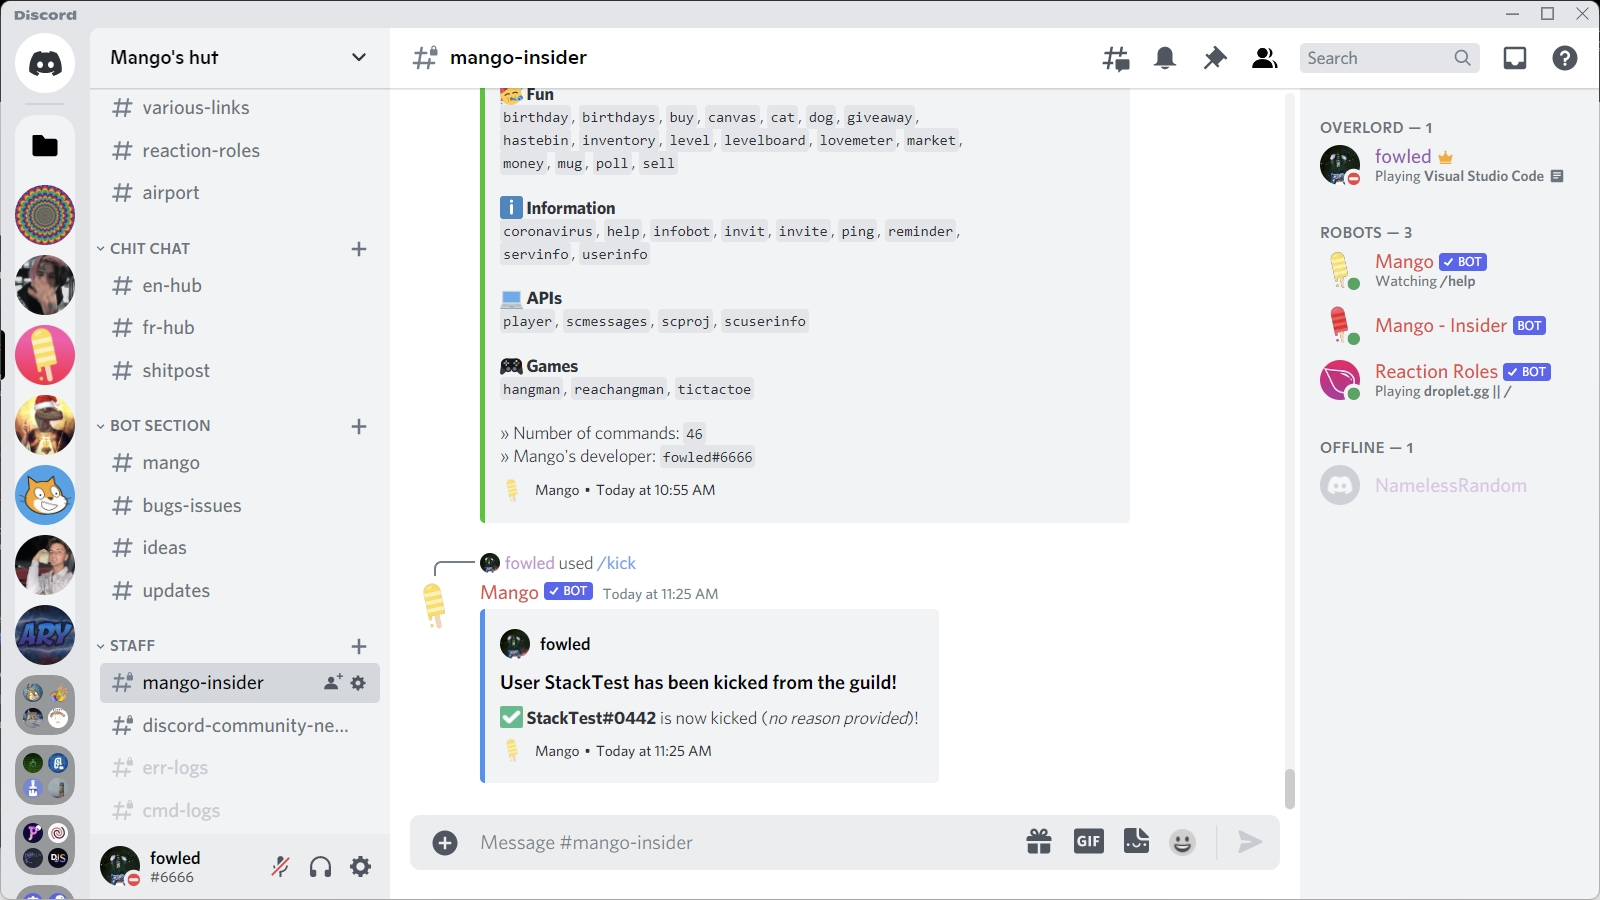 Discord
Mango's hut
various-links
reaction-roles
airport
CHIT CHAT
en-hub
fr-hub
shitpost
BOT SECTION
mango
bugs-issues
ideas
updates
STAFF
mango-insider
discord-community-ne...
err-logs
cmd-logs
fowled
#6666
ARY
DJS
mango-insider
Search
Fun
birthday, birthdays, buy, canvas, cat, dog, giveaway,
hastebin, inventory, level, levelboard, lovemeter, market,
money, mug, poll, sell
Information
coronavirus, help, infobot, invit, invite, ping, reminder,
servinfo, userinfo
APIs
player, scmessages, scproj, scuserinfo
Games
hangman, reachangman, tictactoe
» Number of commands: 46
» Mango's developer: fowled#6666
Mango • Today at 10:55 AM
fowled used /kick
Mango BOT Today at 11:25 AM
fowled
User StackTest has been kicked from the guild!
StackTest#0442 is now kicked (no reason provided)!
Mango • Today at 11:25 AM
Message #mango-insider
GIF
OVERLORD — 1
fowled
Playing Visual Studio Code
ROBOTS — 3
Mango BOT
Watching /help
Mango - Insider BOT
Reaction Roles BOT
Playing droplet.gg || /
OFFLINE — 1
NamelessRandom